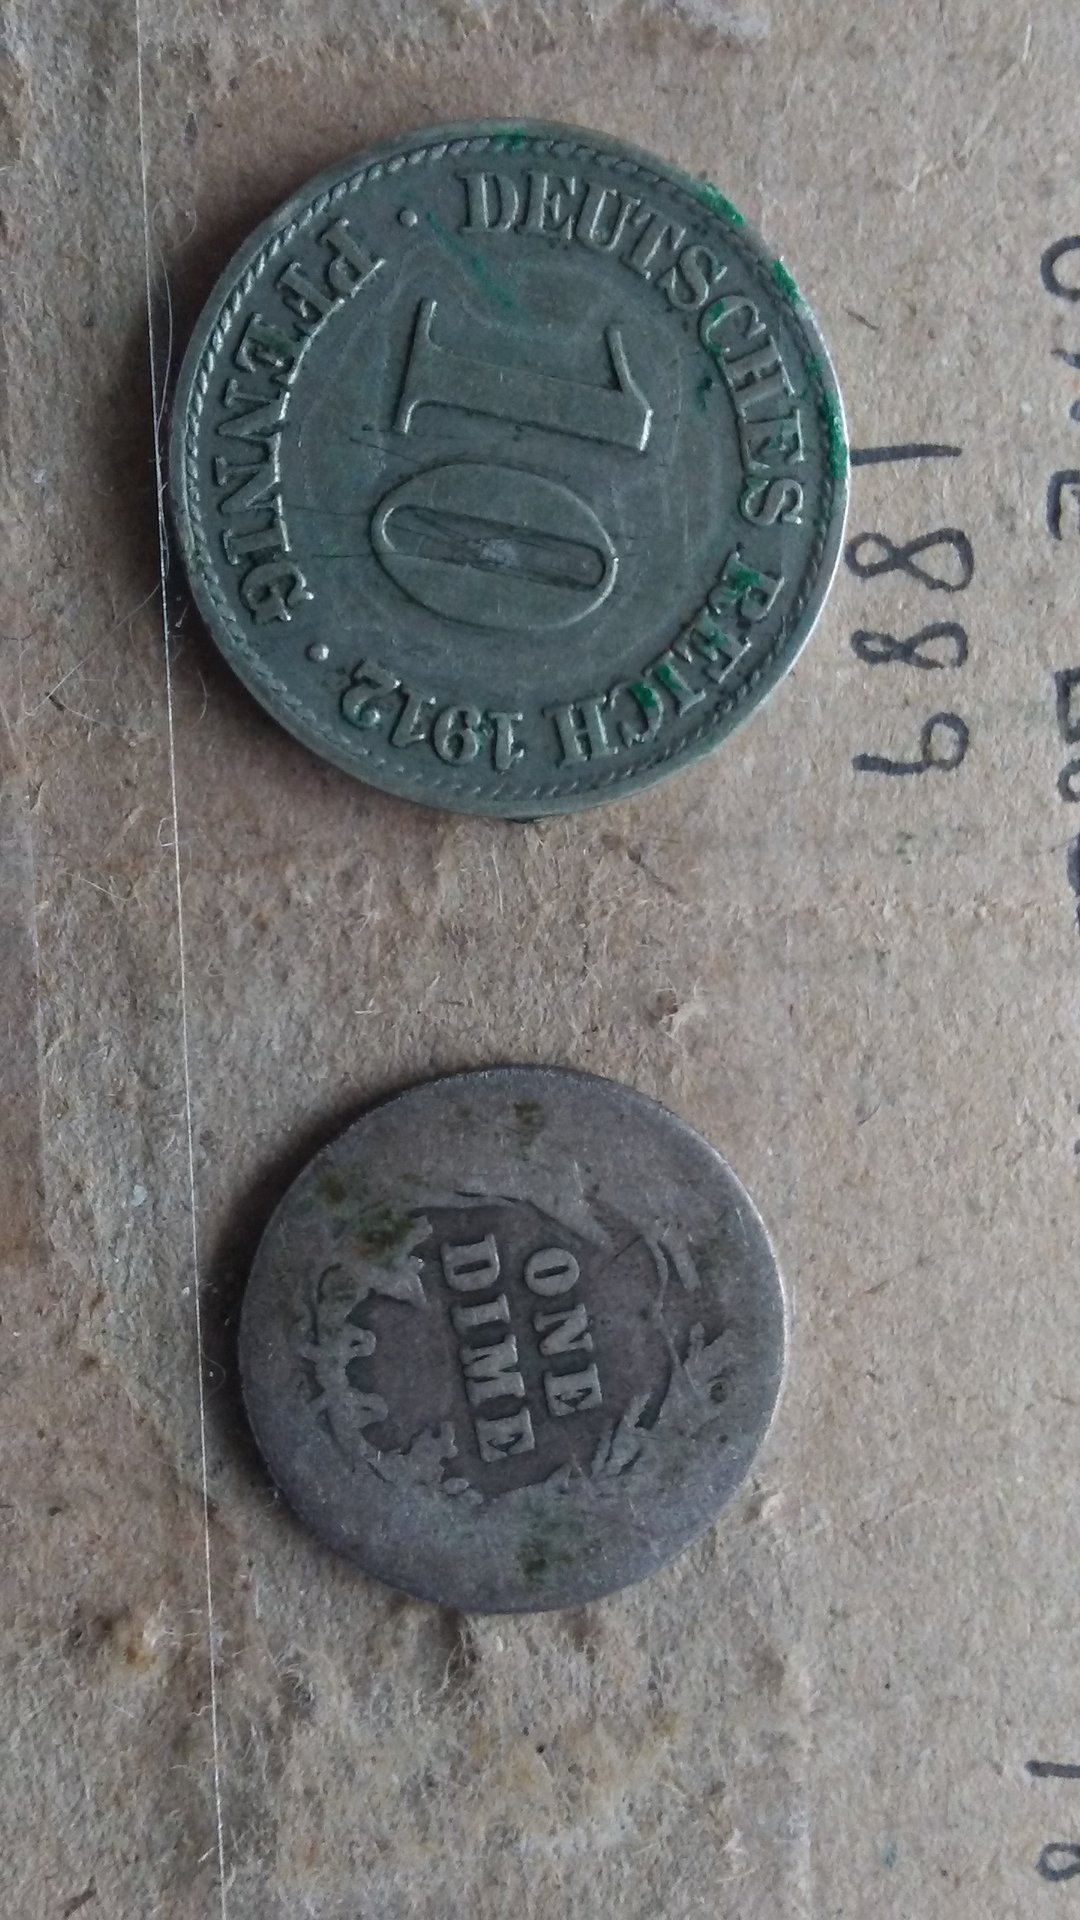 DEUTSCHES REICH 1912 · PFENNIG ·
10
1889
ONE
DIME